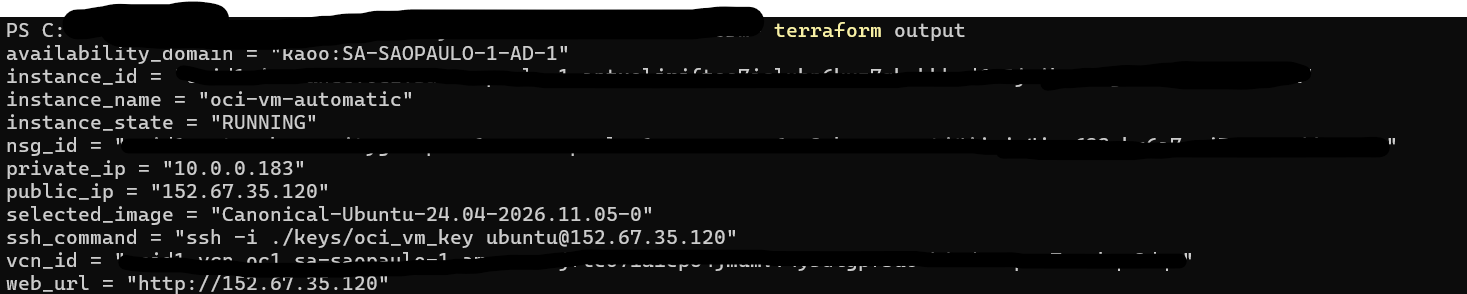 PS C: terraform output
availability_domain = "Raoo:SA-SAOPAULO-1-AD-1"
instance_id =
instance_name = "oci-vm-automatic"
instance_state = "RUNNING"
nsg_id = " "
private_ip = "10.0.0.183"
public_ip = "152.67.35.120"
selected_image = "Canonical-Ubuntu-24.04-2026.11.05-0"
ssh_command = "ssh -i ./keys/oci_vm_key ubuntu@152.67.35.120"
vcn_id = " "
web_url = "http://152.67.35.120"